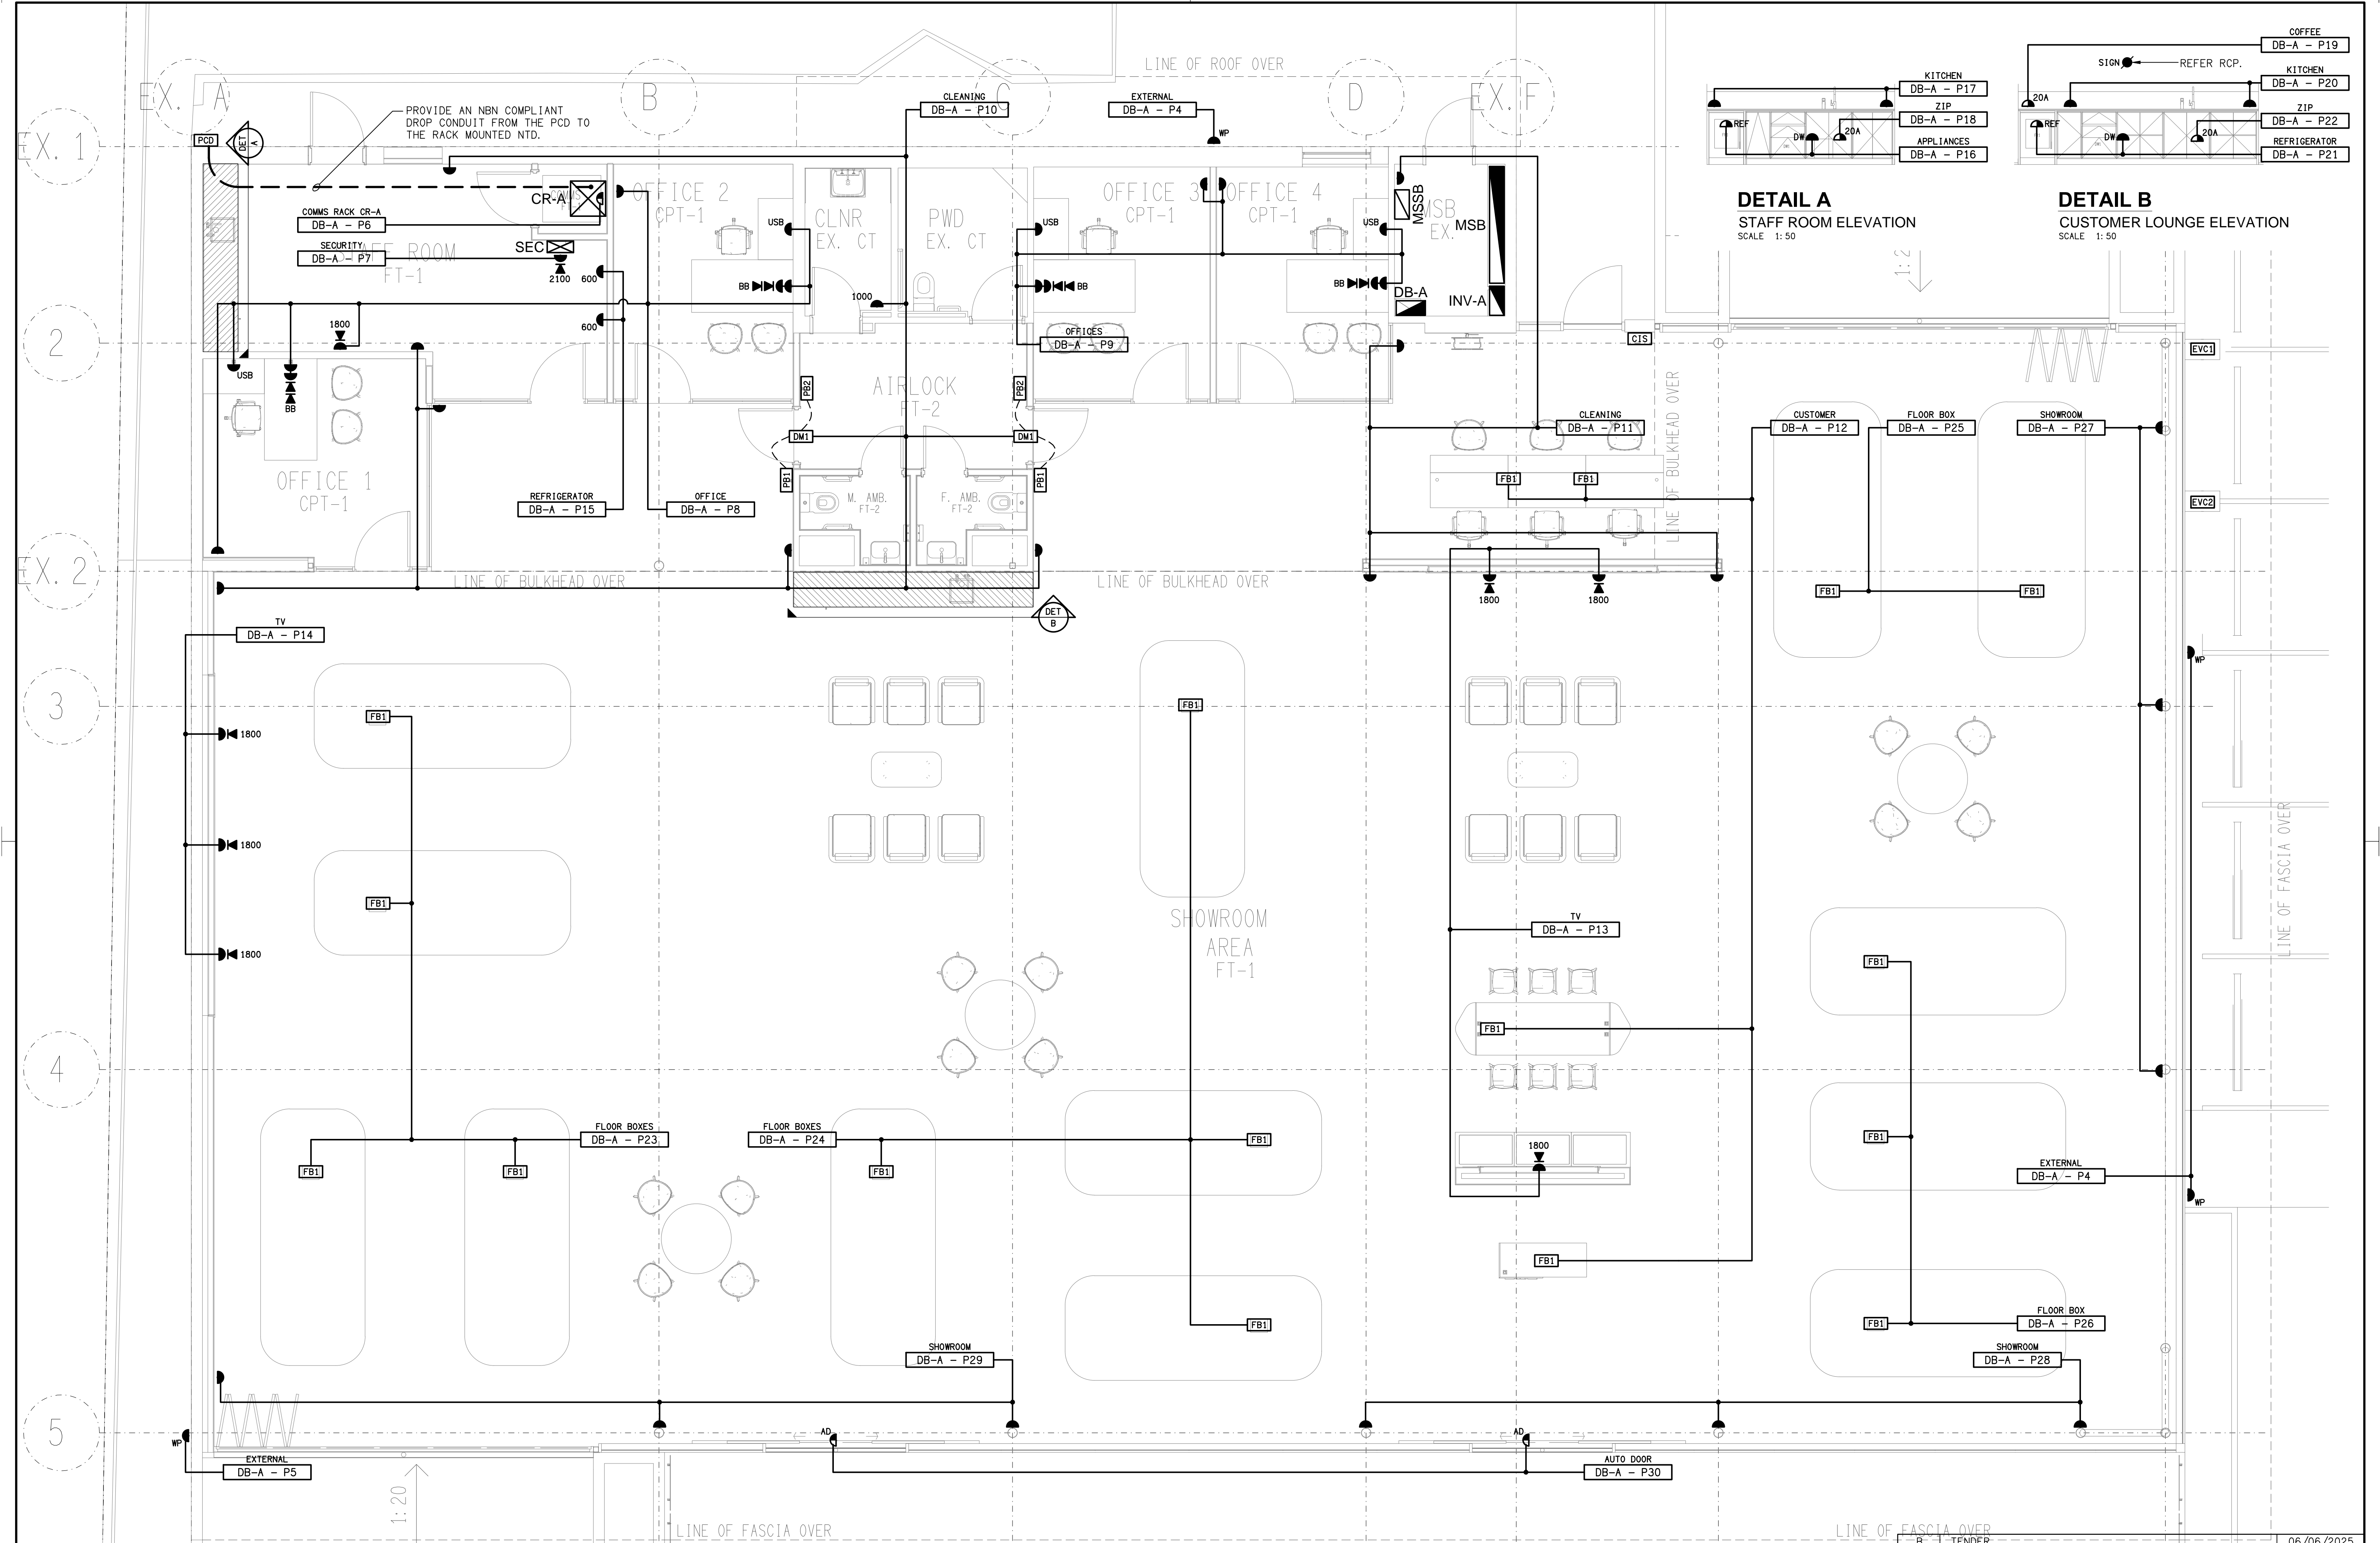 LINE OF ROOF OVER
EX. A
B
C
D
EX. F
COFFEE
DB-A - P19
SIGN
REFER RCP.
KITCHEN
DB-A - P17
KITCHEN
DB-A - P20
20A
ZIP
DB-A - P18
ZIP
DB-A - P22
REF
DW
20A
REF
DW
20A
APPLIANCES
DB-A - P16
REFRIGERATOR
DB-A - P21
DETAIL A
STAFF ROOM ELEVATION
SCALE 1:50
DETAIL B
CUSTOMER LOUNGE ELEVATION
SCALE 1:50
PROVIDE AN NBN COMPLIANT
DROP CONDUIT FROM THE PCD TO
THE RACK MOUNTED NTD.
CLEANING
DB-A - P10
EXTERNAL
DB-A - P4
WP
EX. 1
PCD
DET
A
CR-A
COMMS
COMMS RACK CR-A
DB-A - P6
SECURITY
DB-A - P7
STAFF ROOM
FT-1
SEC
2100
600
600
OFFICE 2
CPT-1
USB
BB
CLNR
EX. CT
PWD
EX. CT
1000
USB
BB
OFFICE 3
CPT-1
OFFICE 4
CPT-1
USB
BB
MSSB
MSB
EX.
MSB
DB-A
INV-A
2
1800
USB
BB
OFFICES
DB-A - P9
CIS
EVC1
AIRLOCK
FT-2
PB2
PB2
DM1
DM1
PB1
PB1
OFFICE 1
CPT-1
REFRIGERATOR
DB-A - P15
OFFICE
DB-A - P8
M. AMB.
FT-2
F. AMB.
FT-2
CLEANING
DB-A - P11
CUSTOMER
DB-A - P12
FLOOR BOX
DB-A - P25
SHOWROOM
DB-A - P27
FB1
FB1
LINE OF BULKHEAD OVER
EVC2
EX. 2
LINE OF BULKHEAD OVER
LINE OF BULKHEAD OVER
1800
1800
FB1
FB1
DET
B
TV
DB-A - P14
WP
3
FB1
FB1
1800
1800
FB1
1800
SHOWROOM
AREA
FT-1
TV
DB-A - P13
FB1
FB1
LINE OF FASCIA OVER
4
FLOOR BOXES
DB-A - P23
FLOOR BOXES
DB-A - P24
FB1
FB1
FB1
FB1
1800
FB1
EXTERNAL
DB-A - P4
WP
FB1
FB1
FB1
FLOOR BOX
DB-A - P26
SHOWROOM
DB-A - P29
SHOWROOM
DB-A - P28
5
WP
AD
AD
EXTERNAL
DB-A - P5
AUTO DOOR
DB-A - P30
1:20
LINE OF FASCIA OVER
LINE OF FASCIA OVER
B TENDER 06/06/2025